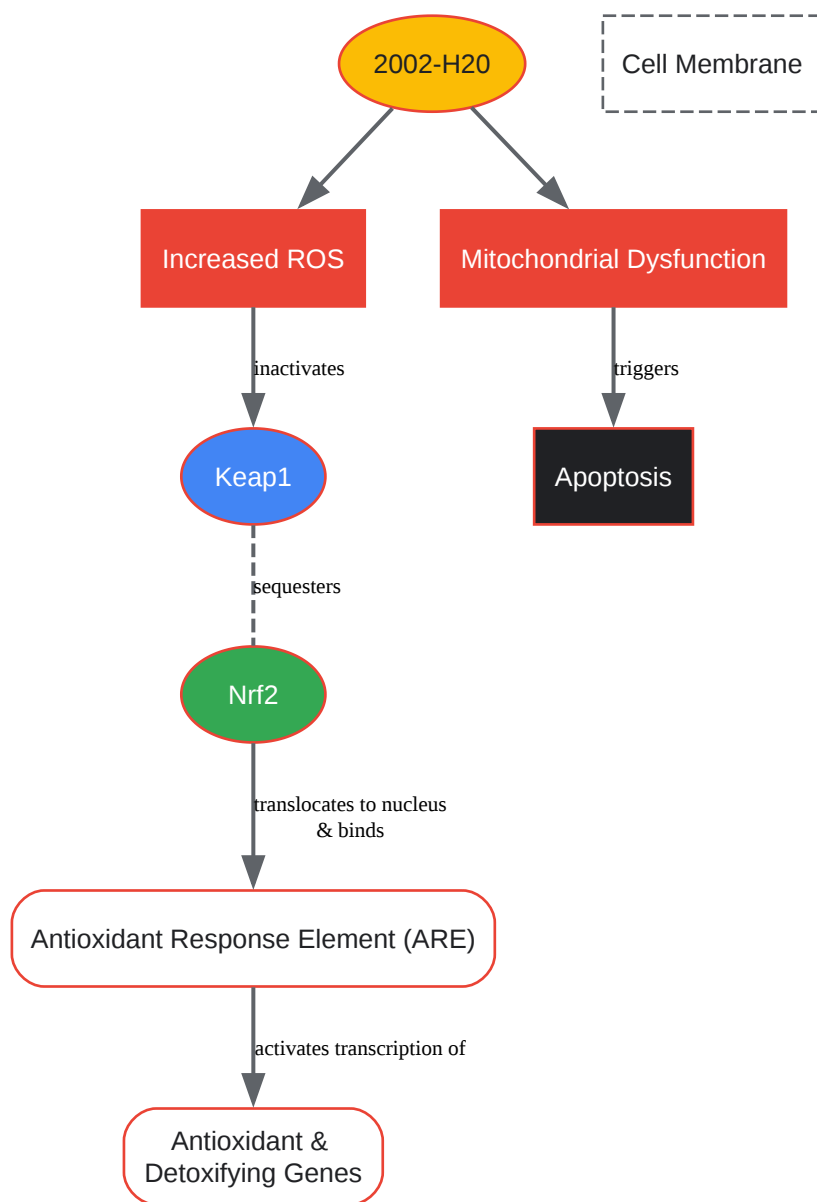 2002-H20
Cell Membrane
Increased ROS
Mitochondrial Dysfunction
inactivates
triggers
Keap1
Apoptosis
sequesters
Nrf2
translocates to nucleus
& binds
Antioxidant Response Element (ARE)
activates transcription of
Antioxidant &
Detoxifying Genes